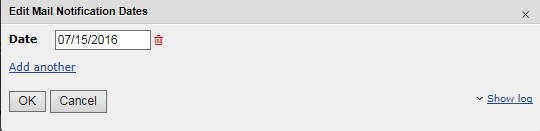 Edit Mail Notification Dates
Date 07/15/2016
Add another
OK Cancel Show log